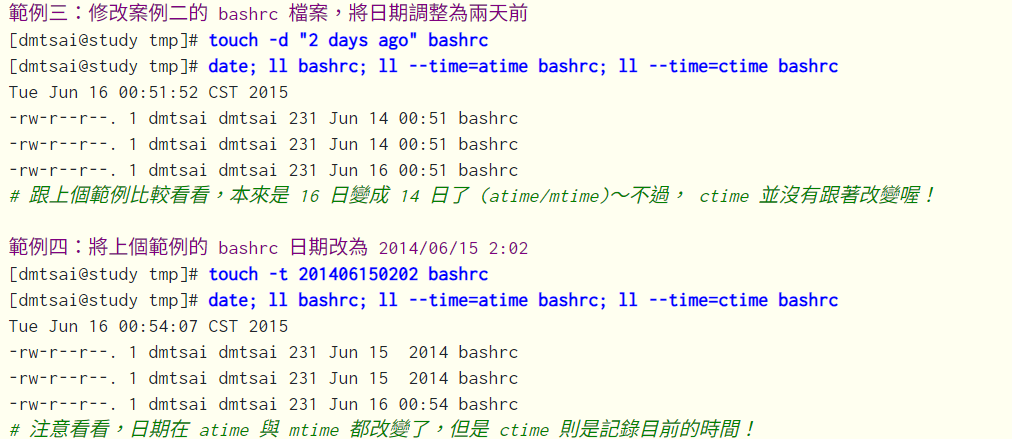 範例三：修改案例二的 bashrc 檔案，將日期調整為兩天前
[dmtsai@study tmp]# touch -d "2 days ago" bashrc
[dmtsai@study tmp]# date; ll bashrc; ll --time=atime bashrc; ll --time=ctime bashrc
Tue Jun 16 00:51:52 CST 2015
-rw-r--r--. 1 dmtsai dmtsai 231 Jun 14 00:51 bashrc
-rw-r--r--. 1 dmtsai dmtsai 231 Jun 14 00:51 bashrc
-rw-r--r--. 1 dmtsai dmtsai 231 Jun 16 00:51 bashrc
# 跟上個範例比較看看，本來是 16 日變成 14 日了 (atime/mtime)～不過， ctime 並沒有跟著改變喔！
範例四：將上個範例的 bashrc 日期改為 2014/06/15 2:02
[dmtsai@study tmp]# touch -t 201406150202 bashrc
[dmtsai@study tmp]# date; ll bashrc; ll --time=atime bashrc; ll --time=ctime bashrc
Tue Jun 16 00:54:07 CST 2015
-rw-r--r--. 1 dmtsai dmtsai 231 Jun 15  2014 bashrc
-rw-r--r--. 1 dmtsai dmtsai 231 Jun 15  2014 bashrc
-rw-r--r--. 1 dmtsai dmtsai 231 Jun 16 00:54 bashrc
# 注意看看，日期在 atime 與 mtime 都改變了，但是 ctime 則是記錄目前的時間！